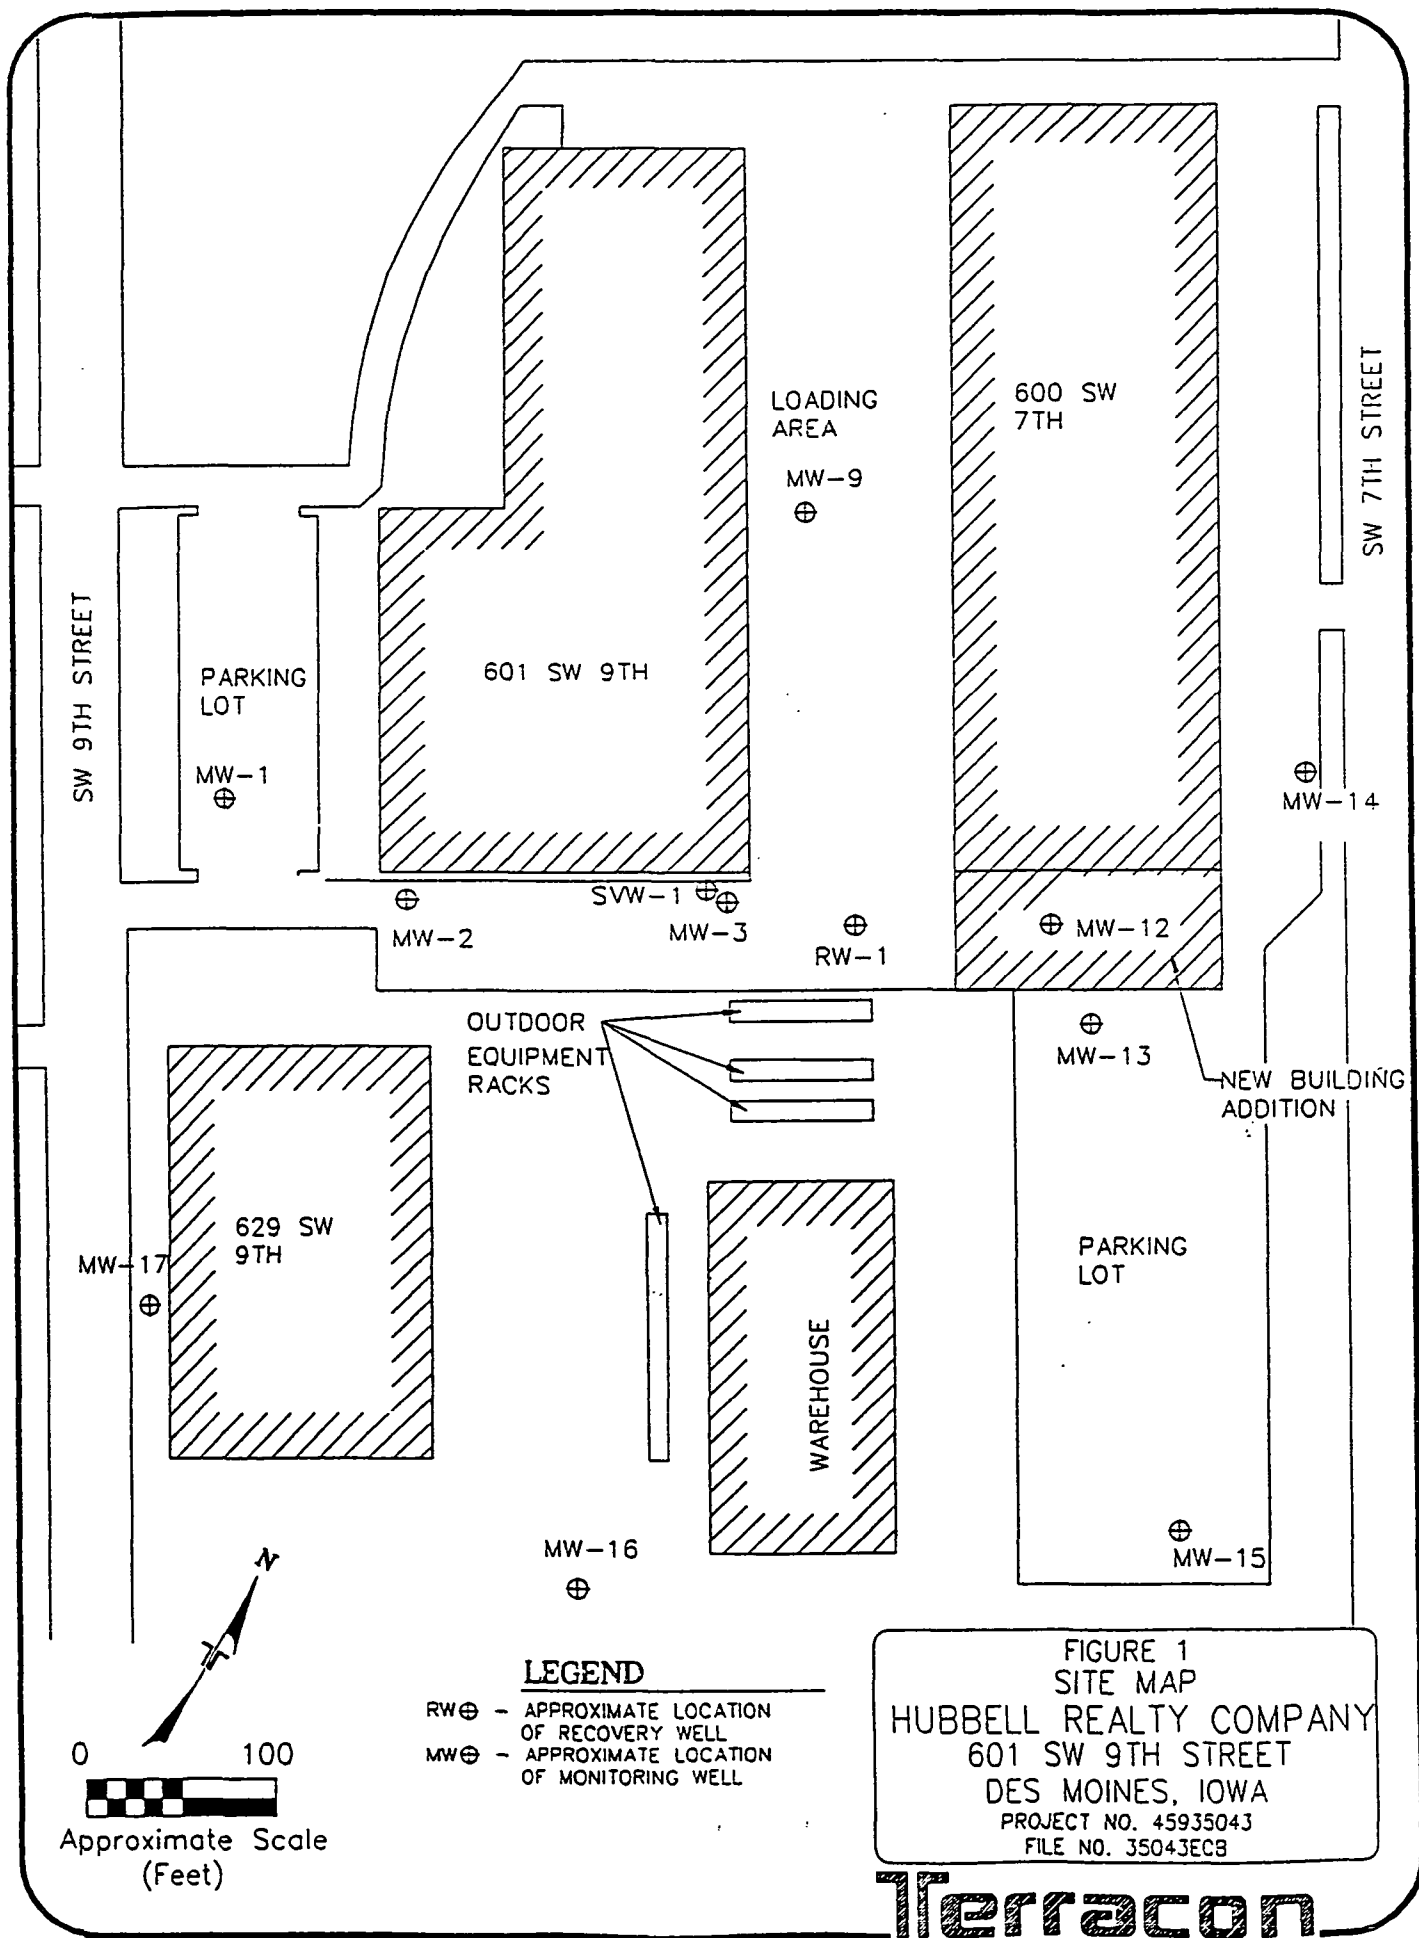 LOADING
AREA
MW-9
600 SW
7TH
SW 7TH STREET
SW 9TH STREET
PARKING
LOT
MW-1
601 SW 9TH
MW-14
SVW-1
MW-2
MW-3
RW-1
MW-12
OUTDOOR
EQUIPMENT
RACKS
MW-13
NEW BUILDING
ADDITION
629 SW
9TH
MW-17
PARKING
LOT
WAREHOUSE
MW-16
MW-15
N
LEGEND
RW⊕ - APPROXIMATE LOCATION
OF RECOVERY WELL
MW⊕ - APPROXIMATE LOCATION
OF MONITORING WELL
0 100
Approximate Scale
(Feet)
FIGURE 1
SITE MAP
HUBBELL REALTY COMPANY
601 SW 9TH STREET
DES MOINES, IOWA
PROJECT NO. 45935043
FILE NO. 35043ECB
Terracon